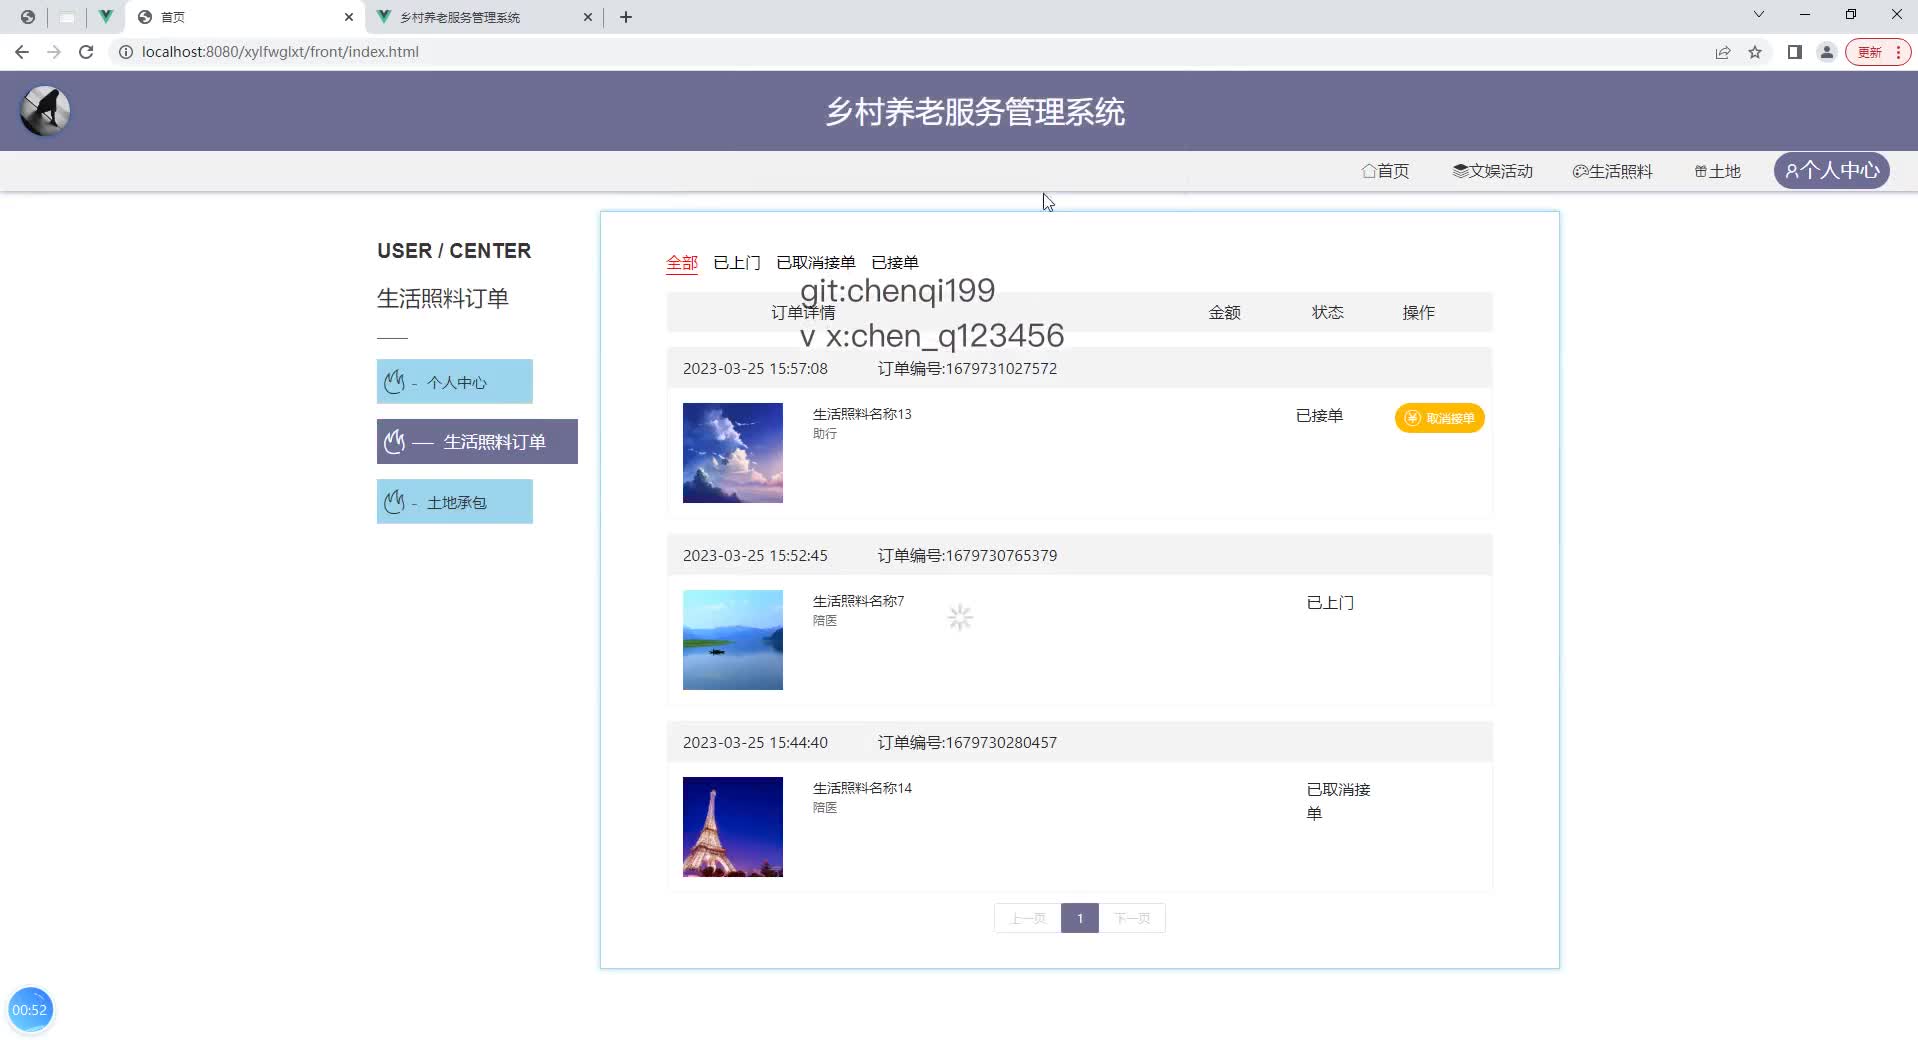 首页
乡村养老服务管理系统
localhost:8080/xylfwglxt/front/index.html
更新
乡村养老服务管理系统
首页
文娱活动
生活照料
土地
个人中心
USER / CENTER
生活照料订单
- 个人中心
— 生活照料订单
- 土地承包
全部 已上门 已取消接单 已接单
git:chenqi199
订单详情 金额 状态 操作
v x:chen_q123456
2023-03-25 15:57:08 订单编号:1679731027572
生活照料名称13
助行
已接单
取消接单
2023-03-25 15:52:45 订单编号:1679730765379
生活照料名称7
陪医
已上门
2023-03-25 15:44:40 订单编号:1679730280457
生活照料名称14
陪医
已取消接
单
上一页 1 下一页
00:52